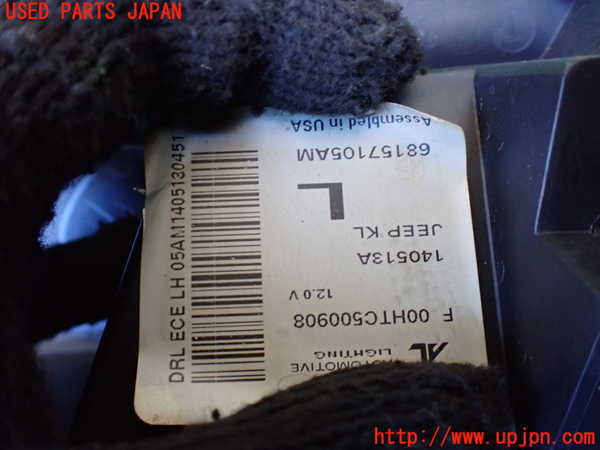 USED PARTS JAPAN
AL AUTOMOTIVE
LIGHTING
F 00HTC500908
12.0 V
140513A
JEEP KL
L
68157105AM
Assembled in USA
DRL ECE LH 05AM1405130451
http://www.upjpn.com/